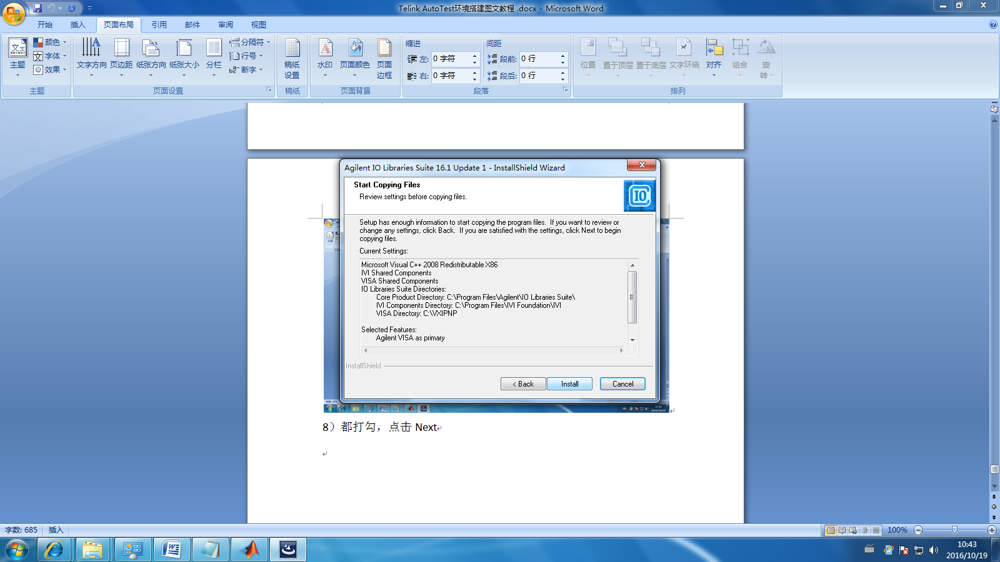 Telink AutoTest环境搭建图文教程 .docx - Microsoft Word
开始 插入 页面布局 引用 邮件 审阅 视图
主题 颜色 字体 效果
文字方向 页边距 纸张方向 纸张大小 分栏 分隔符 行号 断字
稿纸 设置
水印 页面颜色 页面 边框
缩进 间距
左: 0 字符 段前: 0 行
右: 0 字符 段后: 0 行
位置 置于顶层 置于底层 文字环绕 对齐 组合 旋 转
主题 页面设置 稿纸 页面背景 段落 排列
Agilent IO Libraries Suite 16.1 Update 1 - InstallShield Wizard
Start Copying Files
Review settings before copying files.
IO
Setup has enough information to start copying the program files.  If you want to review or
change any settings, click Back.  If you are satisfied with the settings, click Next to begin
copying files.
Current Settings:
Microsoft Visual C++ 2008 Redistributable X86
IVI Shared Components
VISA Shared Components
IO Libraries Suite Directories:
Core Product Directory: C:\Program Files\Agilent\IO Libraries Suite\
IVI Components Directory: C:\Program Files\IVI Foundation\IVI
VISA Directory: C:\VXIPNP
Selected Features:
Agilent VISA as primary
InstallShield
< Back Install Cancel
8）都打勾，点击 Next
字数: 685 插入 100%
10:43
2016/10/19